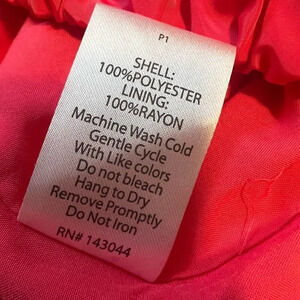 P1
SHELL:
100%POLYESTER
LINING:
100%RAYON
Machine Wash Cold
Gentle Cycle
With Like colors
Do not bleach
Hang to Dry
Remove Promptly
Do Not Iron
RN# 143044